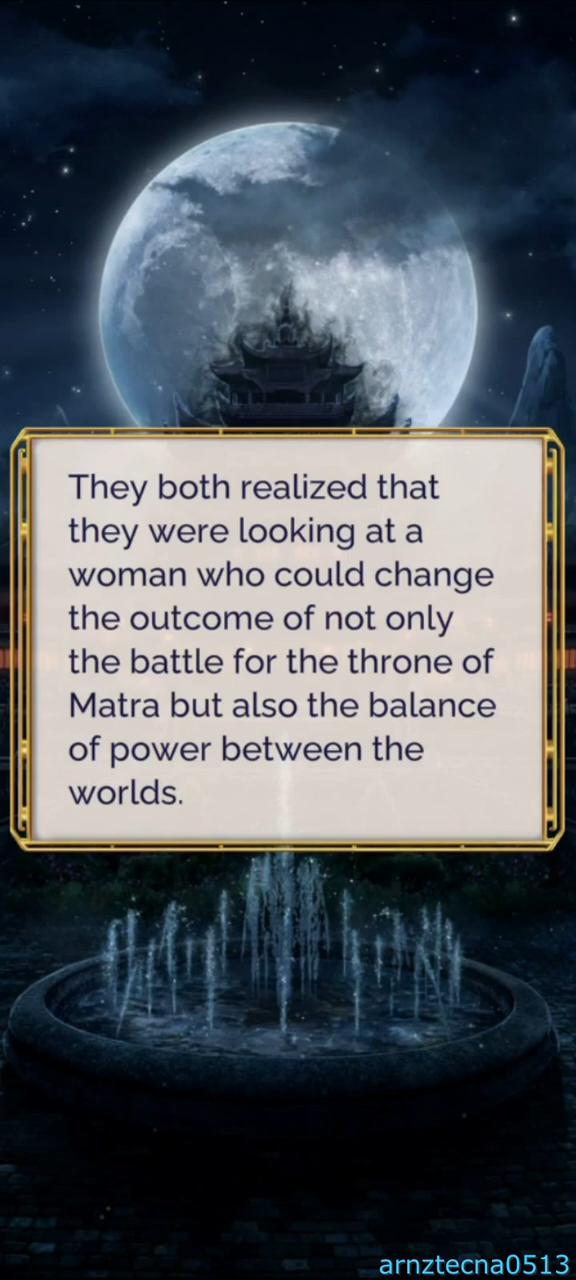 They both realized that
they were looking at a
woman who could change
the outcome of not only
the battle for the throne of
Matra but also the balance
of power between the
worlds.
arnztecna0513